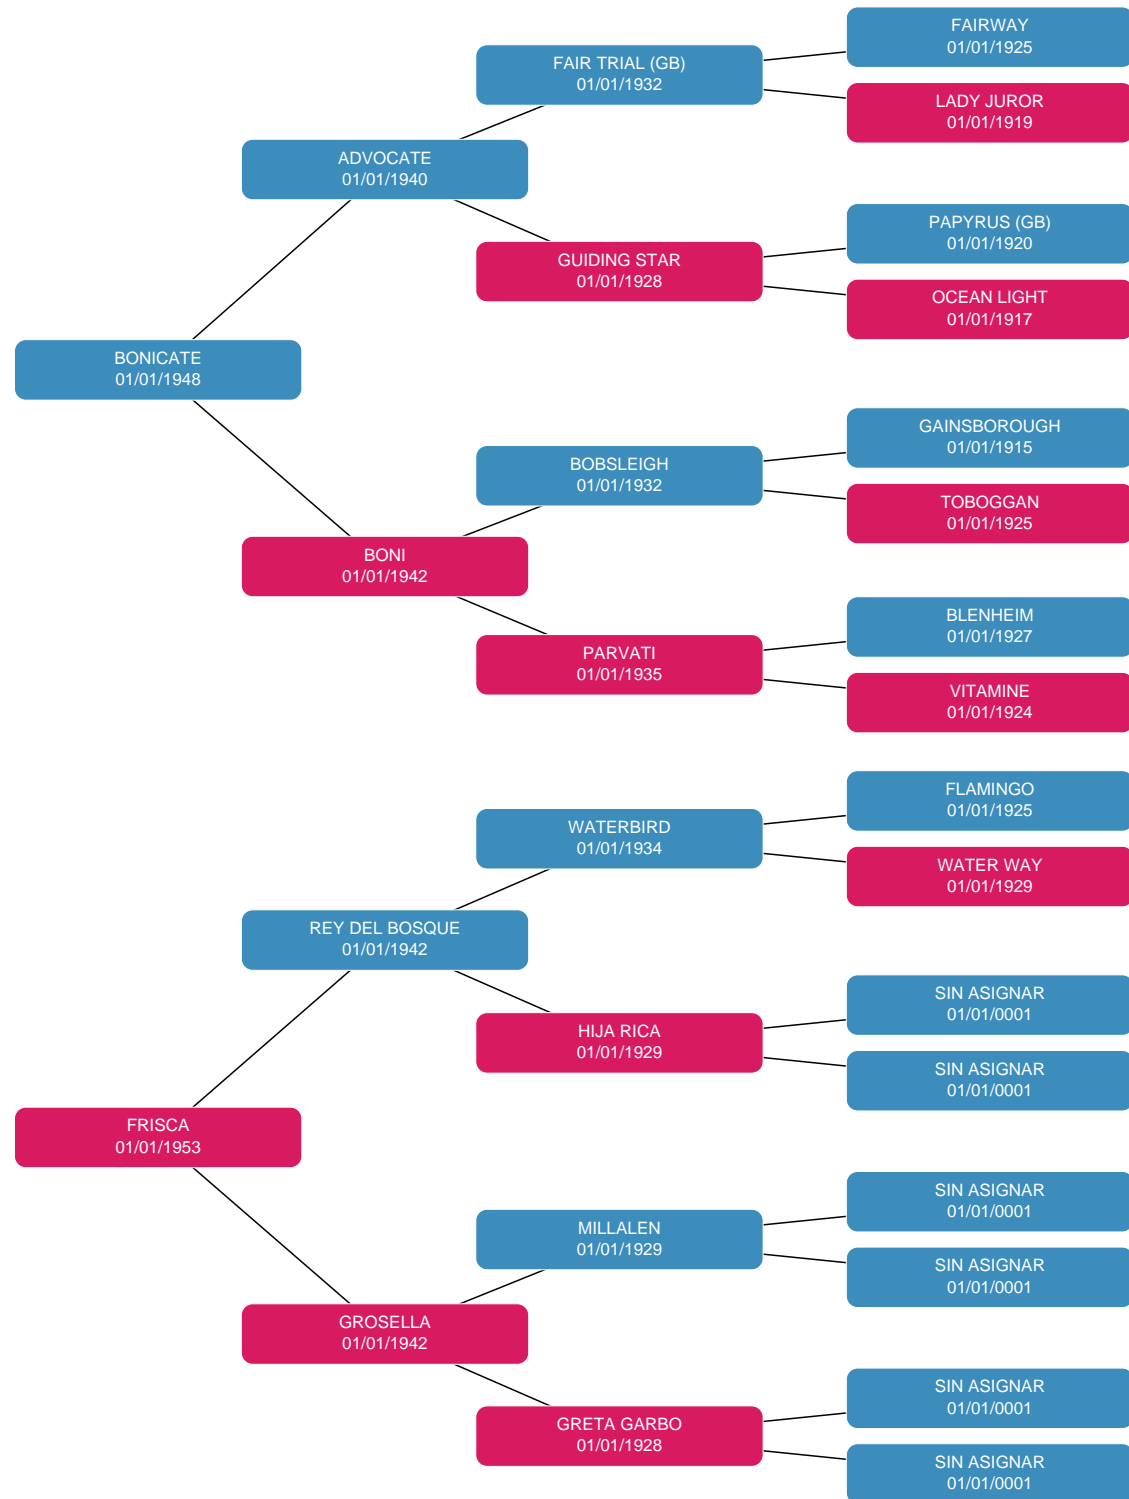 FAIRWAY
01/01/1925
FAIR TRIAL (GB)
01/01/1932
LADY JUROR
01/01/1919
ADVOCATE
01/01/1940
PAPYRUS (GB)
01/01/1920
GUIDING STAR
01/01/1928
OCEAN LIGHT
01/01/1917
BONICATE
01/01/1948
GAINSBOROUGH
01/01/1915
BOBSLEIGH
01/01/1932
TOBOGGAN
01/01/1925
BONI
01/01/1942
BLENHEIM
01/01/1927
PARVATI
01/01/1935
VITAMINE
01/01/1924
FLAMINGO
01/01/1925
WATERBIRD
01/01/1934
WATER WAY
01/01/1929
REY DEL BOSQUE
01/01/1942
SIN ASIGNAR
01/01/0001
HIJA RICA
01/01/1929
SIN ASIGNAR
01/01/0001
FRISCA
01/01/1953
SIN ASIGNAR
01/01/0001
MILLALEN
01/01/1929
SIN ASIGNAR
01/01/0001
GROSELLA
01/01/1942
SIN ASIGNAR
01/01/0001
GRETA GARBO
01/01/1928
SIN ASIGNAR
01/01/0001